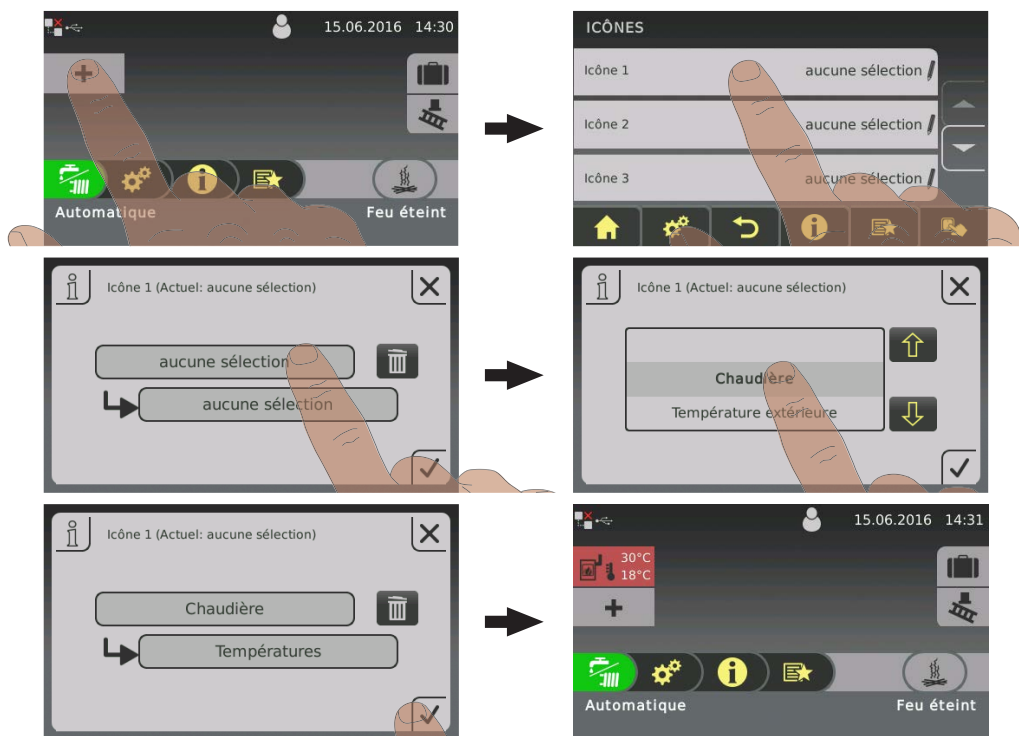 15.06.2016 14:30
Automatique
Feu éteint
ICÔNES
Icône 1 aucune sélection
Icône 2 aucune sélection
Icône 3 aucune sélection
Icône 1 (Actuel: aucune sélection)
aucune sélection
aucune sélection
Icône 1 (Actuel: aucune sélection)
Chaudière
Température extérieure
Icône 1 (Actuel: aucune sélection)
Chaudière
Températures
15.06.2016 14:31
30°C
18°C
Automatique
Feu éteint